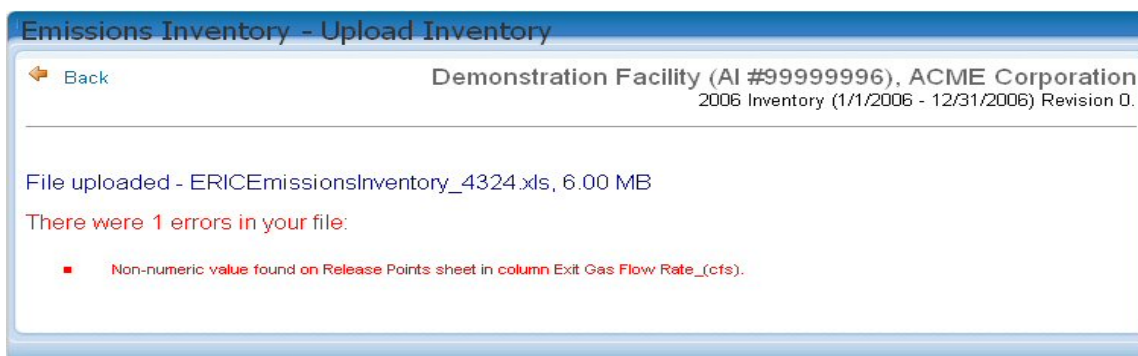 Emissions Inventory - Upload Inventory
Back
Demonstration Facility (AI #99999996), ACME Corporation
2006 Inventory (1/1/2006 - 12/31/2006) Revision 0.
File uploaded - ERICEmissionsInventory_4324.xls, 6.00 MB
There were 1 errors in your file:
Non-numeric value found on Release Points sheet in column Exit Gas Flow Rate_(cfs).